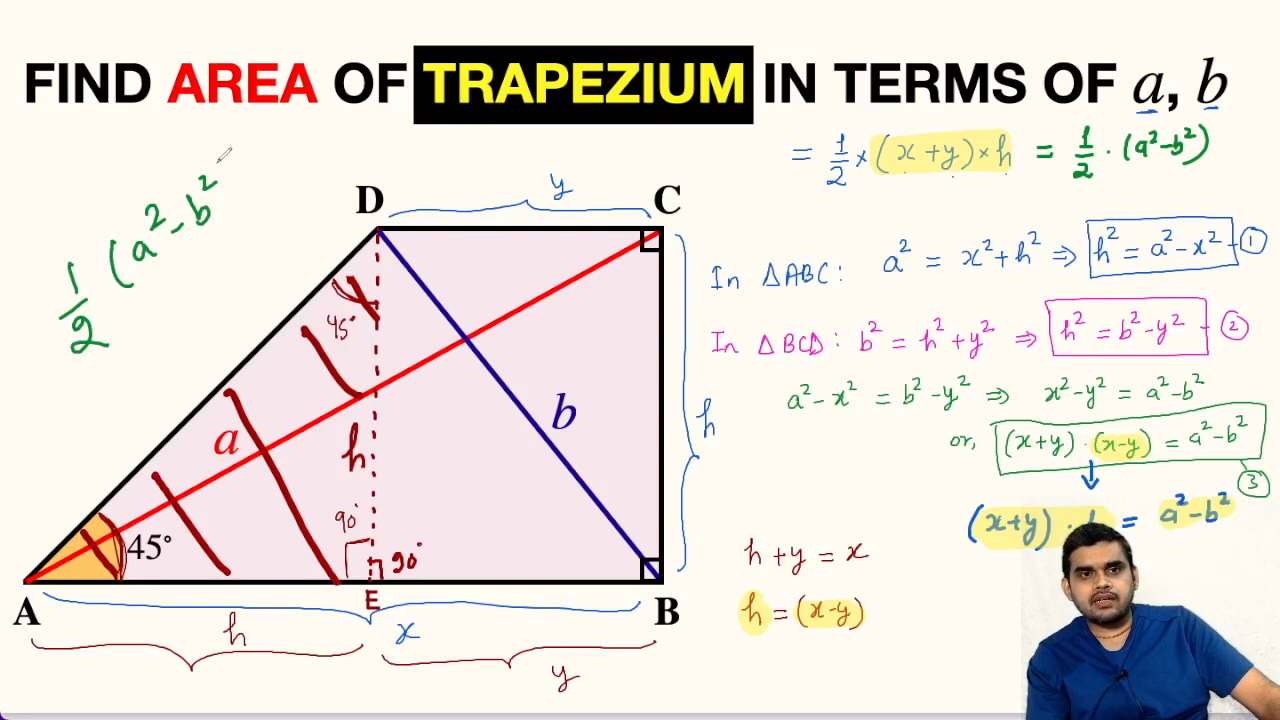 FIND AREA OF TRAPEZIUM IN TERMS OF a, b
= 1/2 × (x + y) × h = 1/2 · (a² - b²)
1/2 (a² - b²
D
y
C
In △ABC: a² = x² + h² ⇒ h² = a² - x² - ①
In △BCD: b² = h² + y² ⇒ h² = b² - y² - ②
a² - x² = b² - y² ⇒ x² - y² = a² - b²
or, (x+y) · (x-y) = a² - b²
③
(x+y) · = a² - b²
h + y = x
h = (x-y)
45°
a
b
h
h
90°
45°
90°
A
E
B
x
h
y